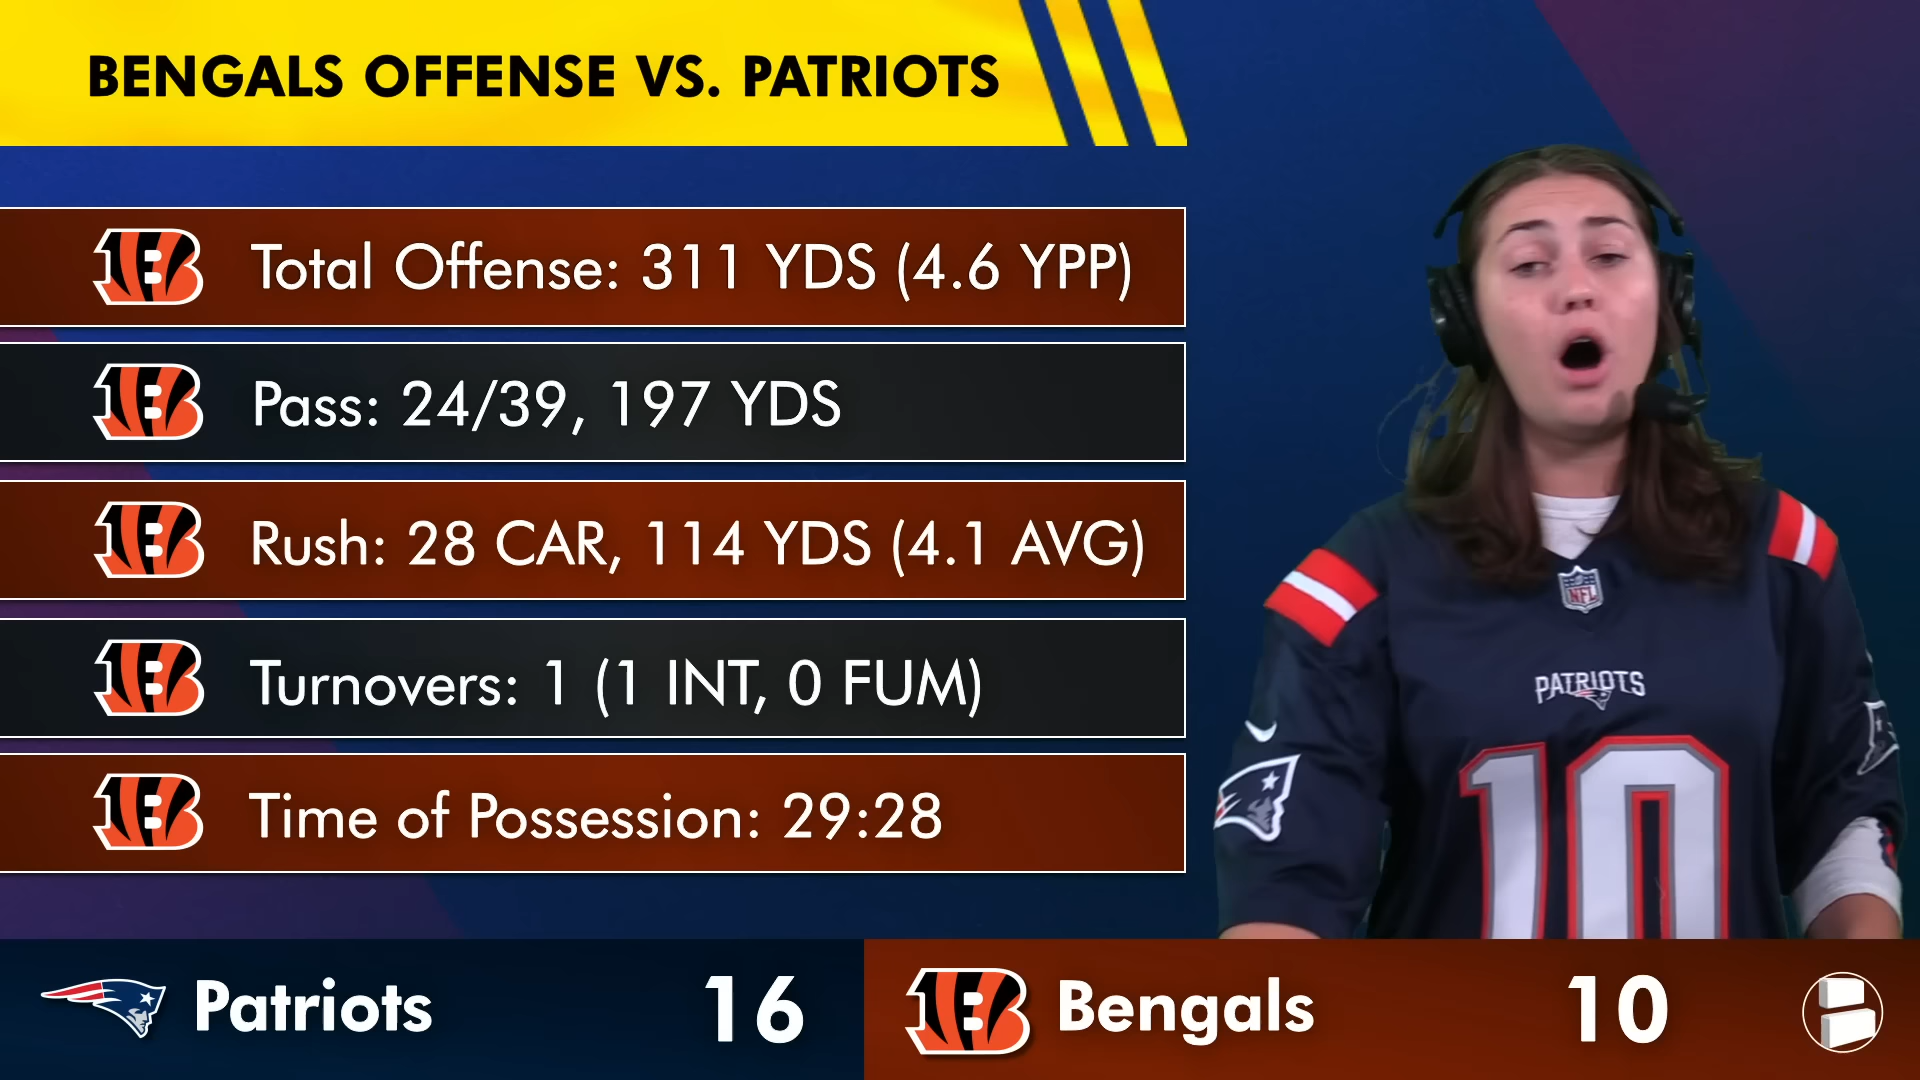 BENGALS OFFENSE VS. PATRIOTS
Total Offense: 311 YDS (4.6 YPP)
Pass: 24/39, 197 YDS
Rush: 28 CAR, 114 YDS (4.1 AVG)
Turnovers: 1 (1 INT, 0 FUM)
Time of Possession: 29:28
NFL
PATRIOTS
10
Patriots 16 Bengals 10